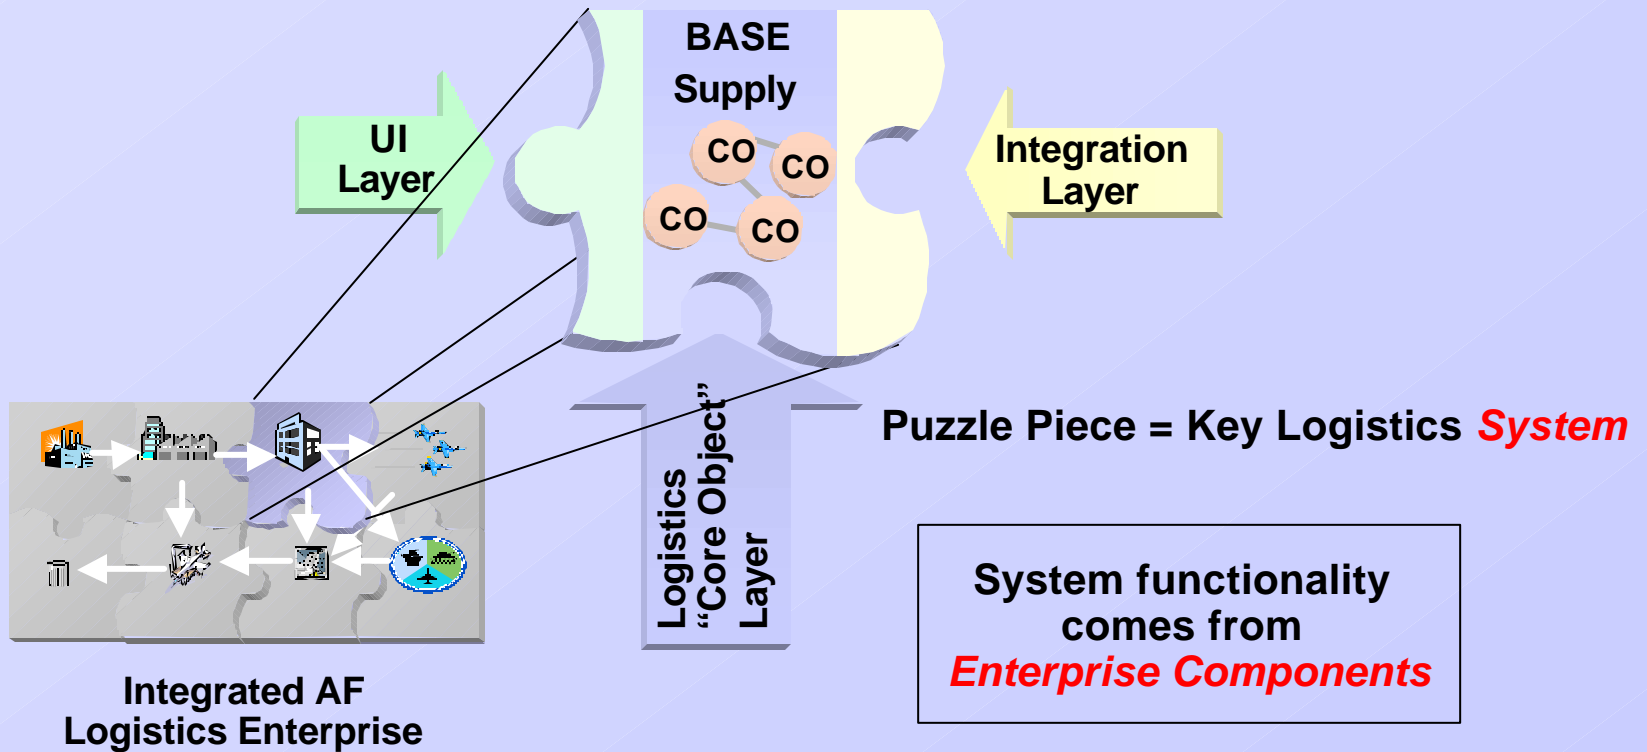 BASE
Supply
CO
CO
CO
CO
UI
Layer
Integration
Layer
Logistics
“Core Object”
Layer
Puzzle Piece = Key Logistics System
System functionality
comes from
Enterprise Components
Integrated AF
Logistics Enterprise